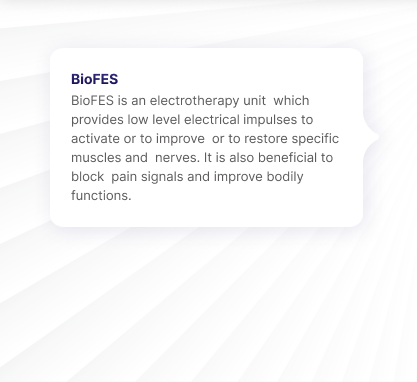 BioFES
BioFES is an electrotherapy unit  which
provides low level electrical impulses to
activate or to improve  or to restore specific
muscles and  nerves. It is also beneficial to
block  pain signals and improve bodily
functions.